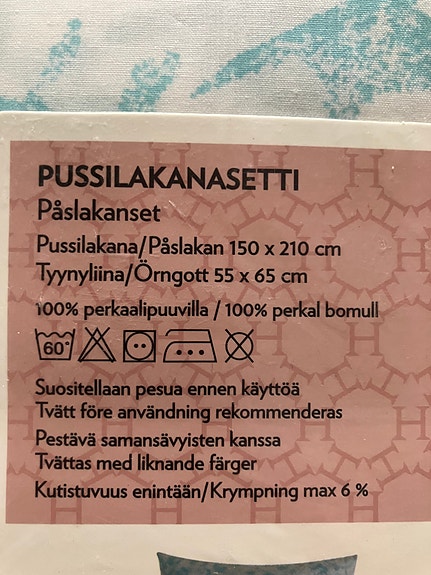 PUSSILAKANASETTI
Påslakanset
Pussilakana/Påslakan 150 x 210 cm
Tyynyliina/Örngott 55 x 65 cm
100% perkaalipuuvilla / 100% perkal bomull
60°
Suositellaan pesua ennen käyttöä
Tvätt före användning rekommenderas
Pestävä samansävyisten kanssa
Tvättas med liknande färger
Kutistuvuus enintään/Krympning max 6 %